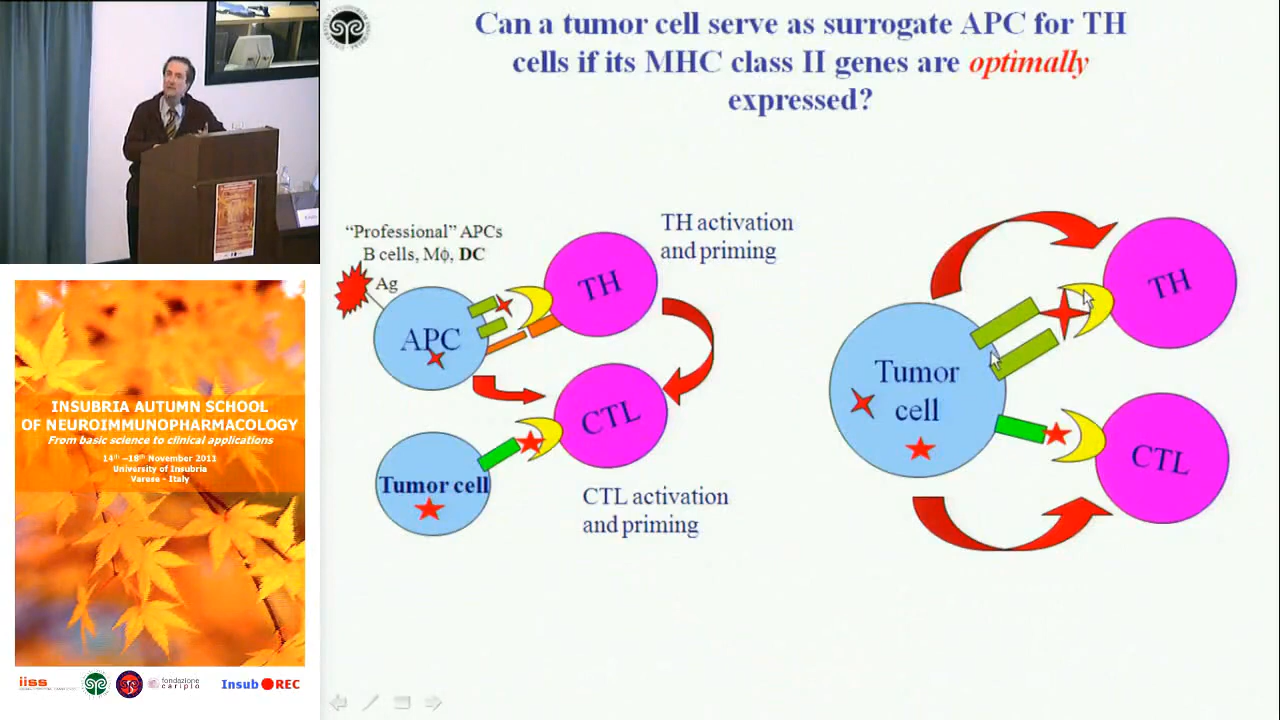 Can a tumor cell serve as surrogate APC for TH
cells if its MHC class II genes are optimally
expressed?
"Professional" APCs
B cells, Mϕ, DC
Ag
APC
TH
TH activation
and priming
CTL
Tumor cell
CTL activation
and priming
Tumor
cell
TH
CTL
INSUBRIA AUTUMN SCHOOL
OF NEUROIMMUNOPHARMACOLOGY
From basic science to clinical applications
14th -18th November 2011
University of Insubria
Varese - Italy
iiss
fondazione
cariplo
Insub REC